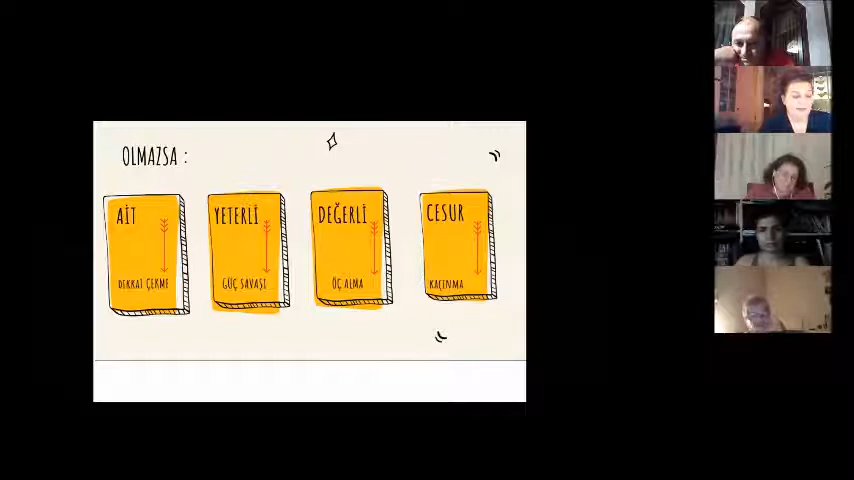 OLMAZSA :
AİT
DİKKAT ÇEKME
YETERLİ
GÜÇ SAVAŞI
DEĞERLİ
ÖÇ ALMA
CESUR
KAÇINMA